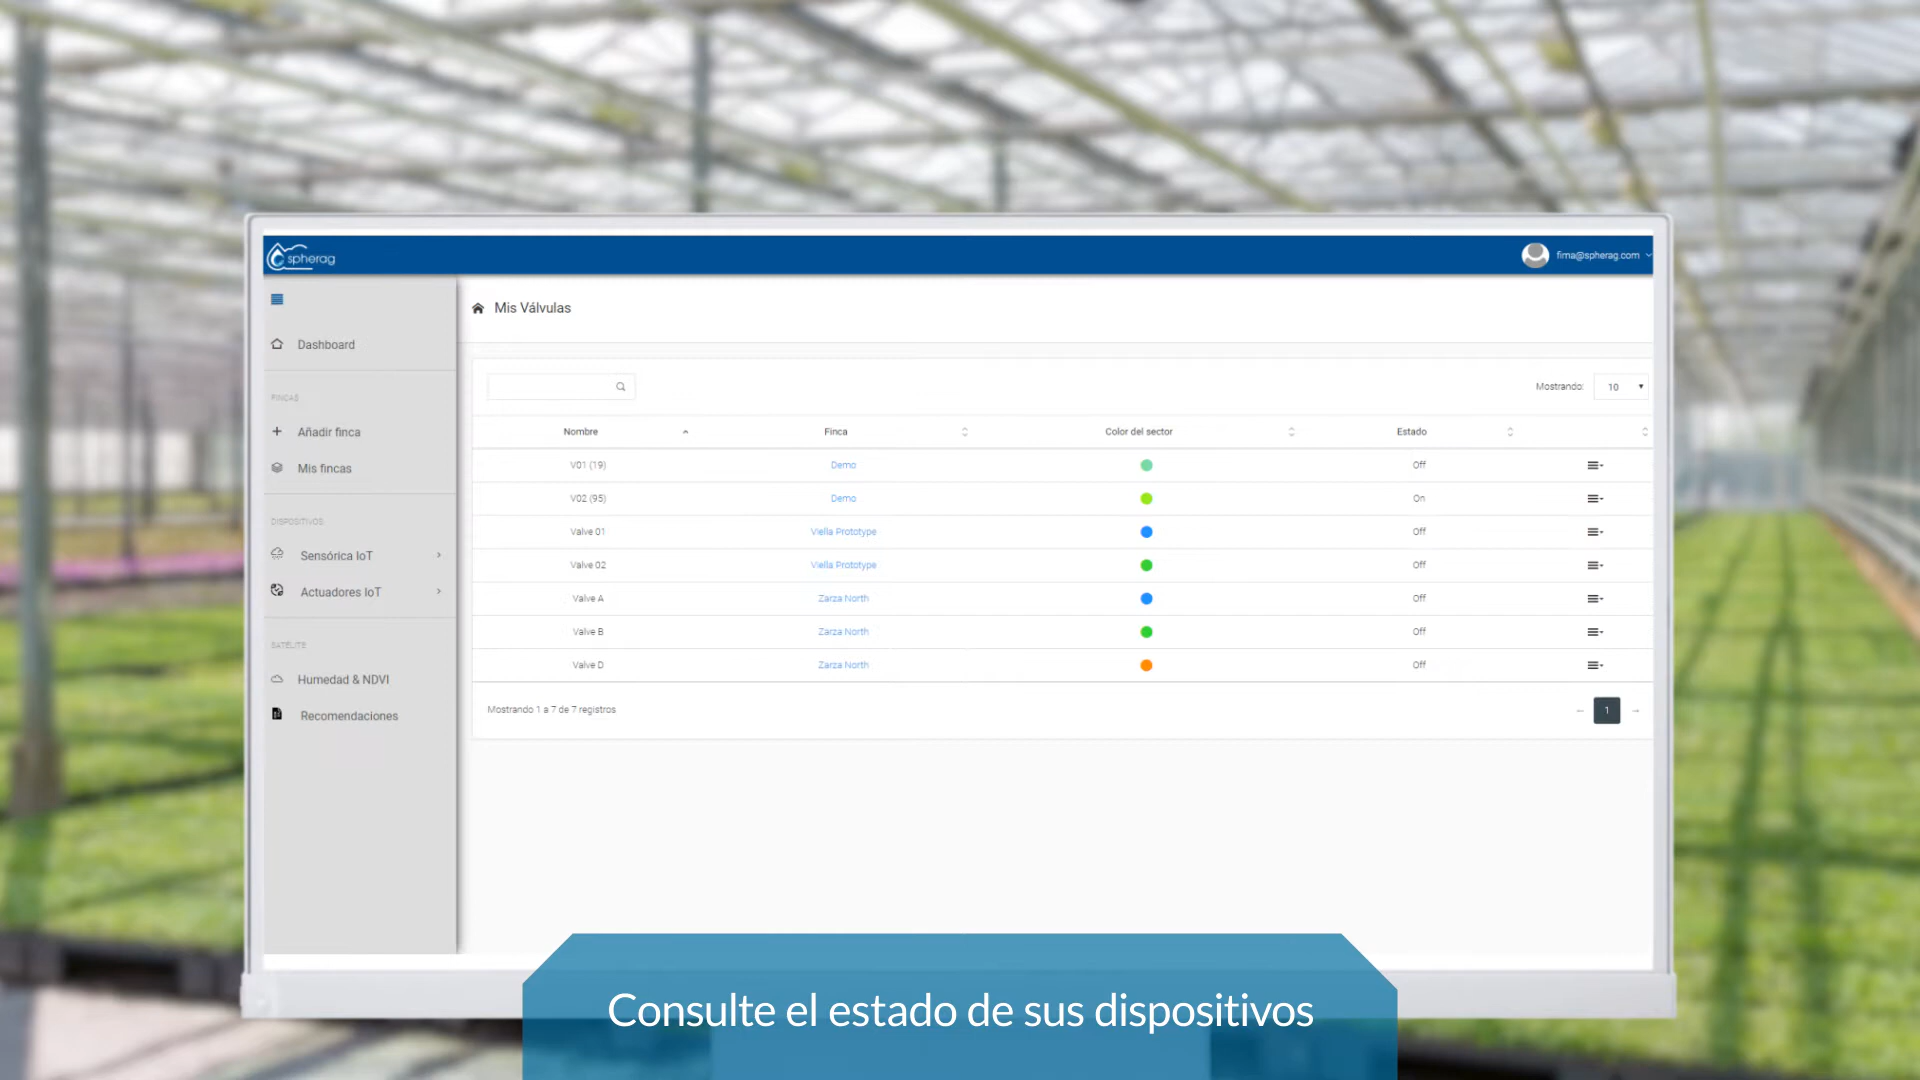 spherag
fima@spherag.com
Mis Válvulas
Dashboard
FINCAS
Añadir finca
Mis fincas
DISPOSITIVOS
Sensórica IoT
Actuadores IoT
SATÉLITE
Humedad & NDVI
Recomendaciones
Mostrando: 10
Nombre Finca Color del sector Estado
V01 (19) Demo Off
V02 (95) Demo On
Valve 01 Viella Prototype Off
Valve 02 Viella Prototype Off
Valve A Zarza North Off
Valve B Zarza North Off
Valve D Zarza North Off
Mostrando 1 a 7 de 7 registros
← 1 →
Consulte el estado de sus dispositivos